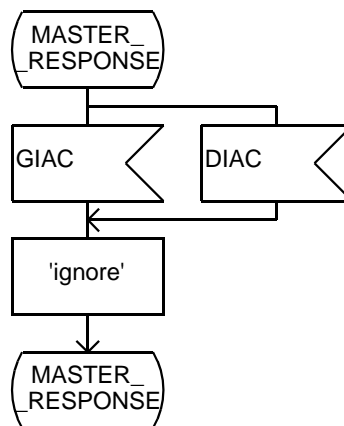 MASTER_
_RESPONSE
GIAC
DIAC
'ignore'
MASTER_
_RESPONSE